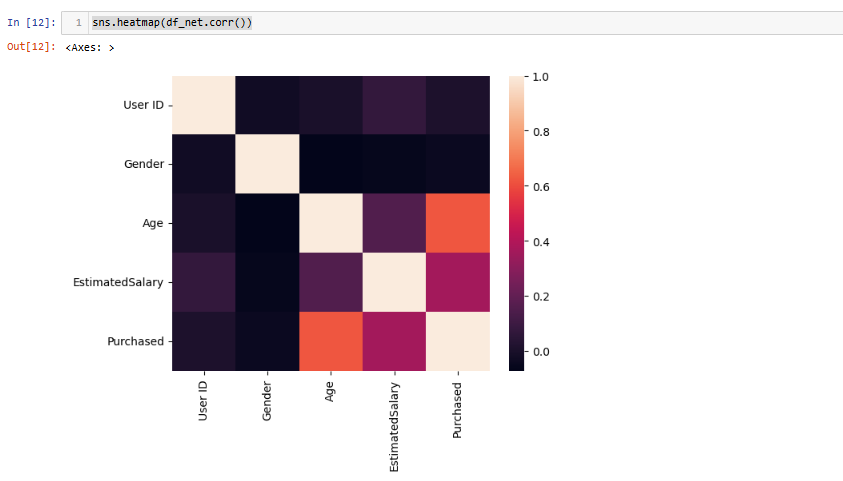 In [12]: 1 sns.heatmap(df_net.corr())
Out[12]: <Axes: >
User ID
Gender
Age
EstimatedSalary
Purchased
1.0
0.8
0.6
0.4
0.2
0.0
User ID
Gender
Age
EstimatedSalary
Purchased